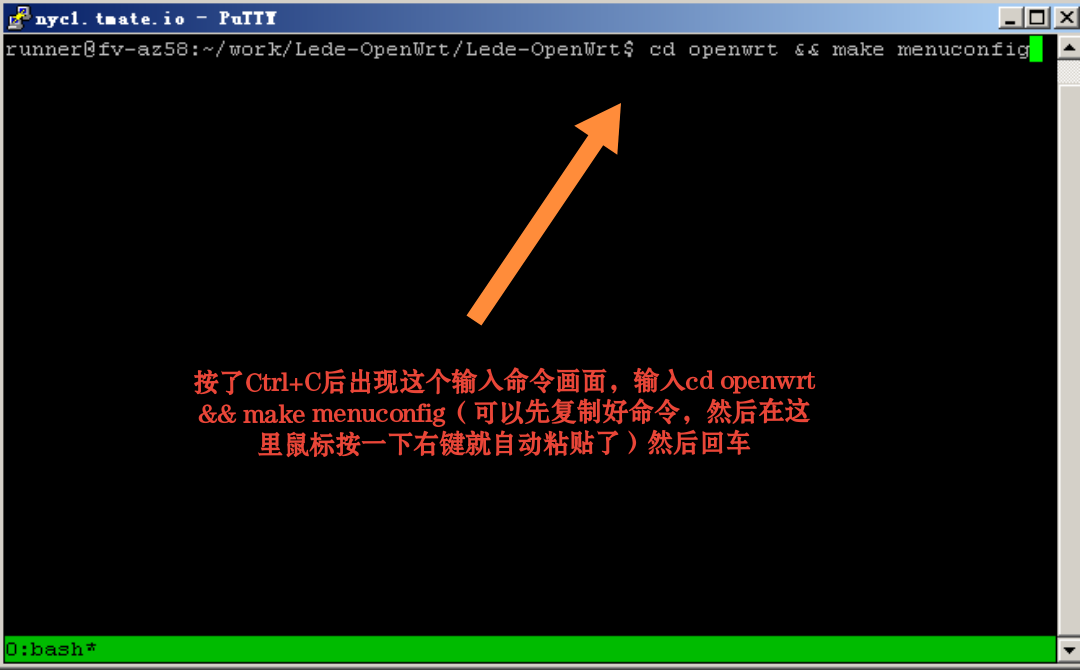 nyc1.tmate.io - PuTTY
runner@fv-az58:~/work/Lede-OpenWrt/Lede-OpenWrt$ cd openwrt && make menuconfig
按了Ctrl+C后出现这个输入命令画面，输入cd openwrt
&& make menuconfig（可以先复制好命令，然后在这
里鼠标按一下右键就自动粘贴了）然后回车
0:bash*